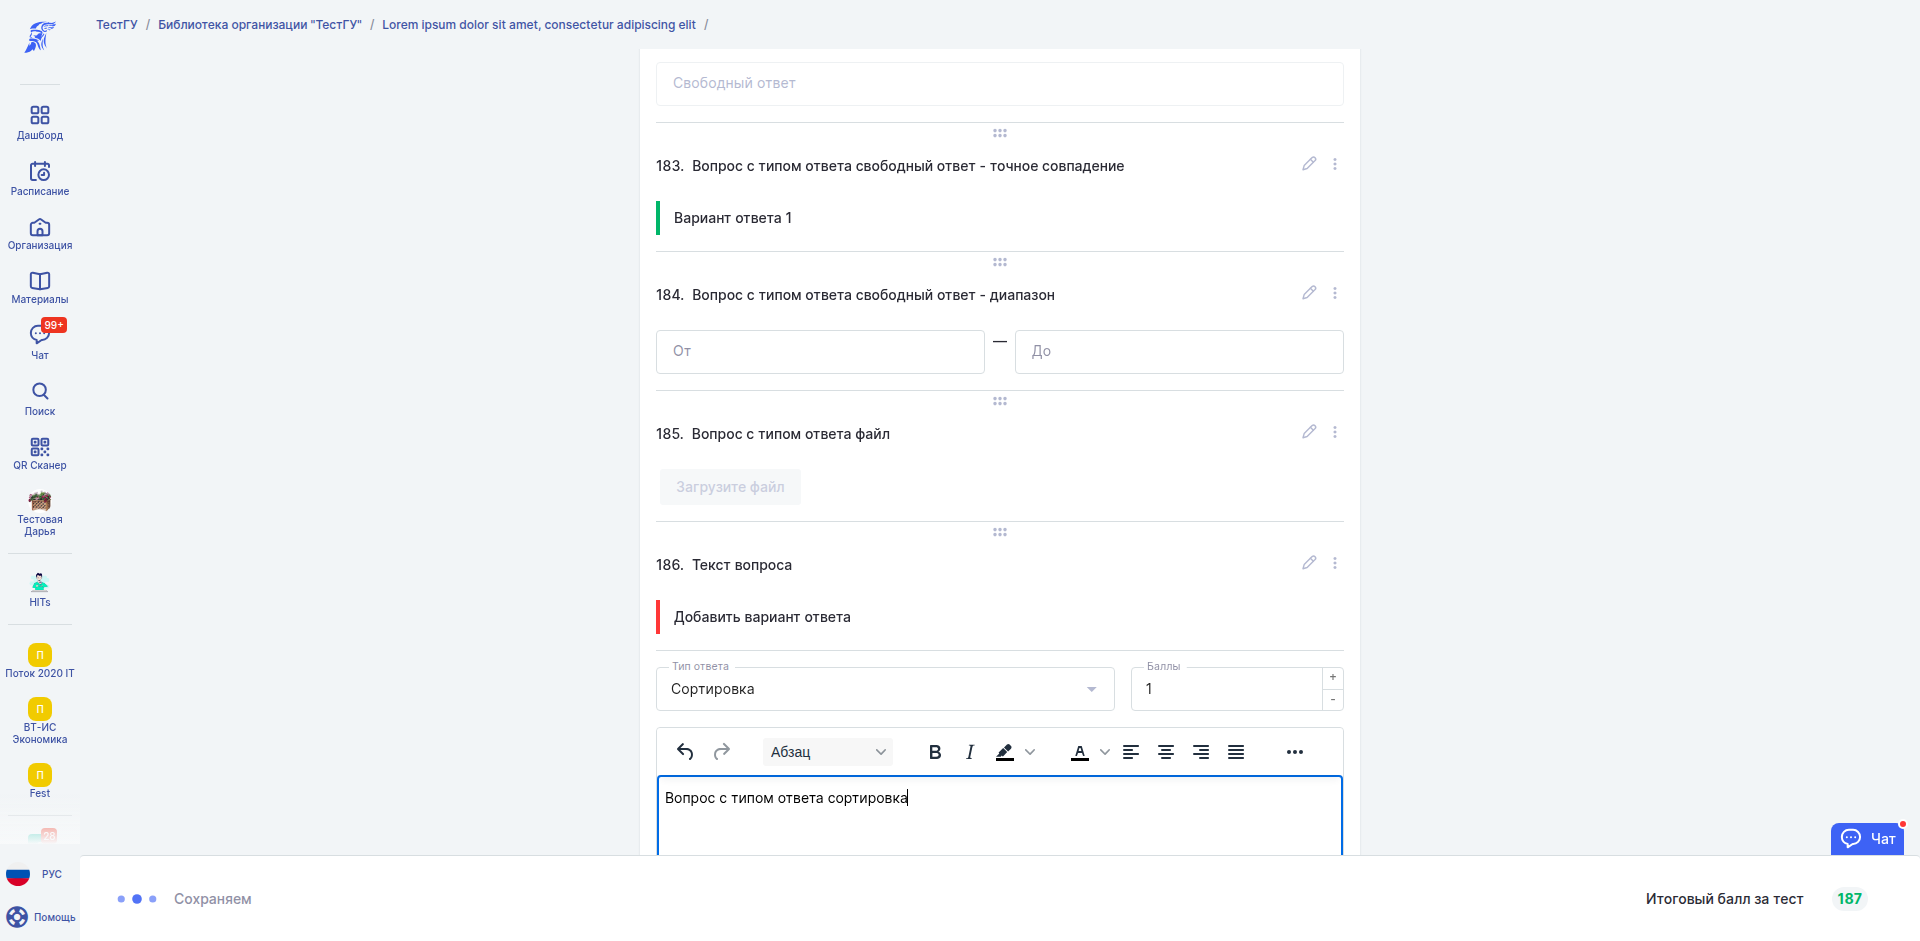 ТестГУ / Библиотека организации "ТестГУ" / Lorem ipsum dolor sit amet, consectetur adipiscing elit /
Дашборд
Расписание
Организация
Материалы
99+
Чат
Поиск
QR Сканер
Тестовая
Дарья
HITs
П
Поток 2020 IT
П
ВТ-ИС
Экономика
П
Fest
28
РУС
Помощь
Свободный ответ
183. Вопрос с типом ответа свободный ответ - точное совпадение
Вариант ответа 1
184. Вопрос с типом ответа свободный ответ - диапазон
От — До
185. Вопрос с типом ответа файл
Загрузите файл
186. Текст вопроса
Добавить вариант ответа
Тип ответа
Сортировка
Баллы
1
+
-
Абзац B I A
Вопрос с типом ответа сортировка
Чат
Сохраняем
Итоговый балл за тест 187